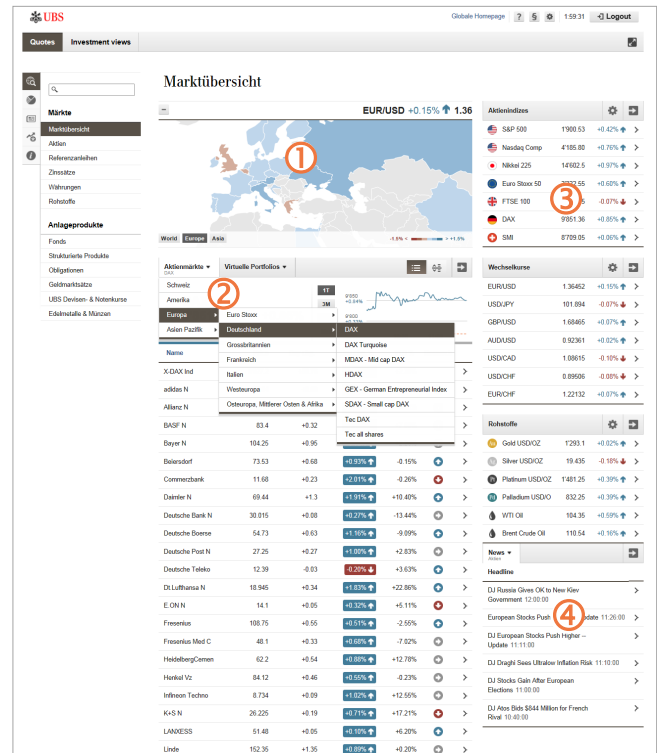 UBS
Globale Homepage ? § 1:59:31 Logout
Quotes Investment views
Marktübersicht
Märkte
Marktübersicht
Aktien
Referenzanleihen
Zinssätze
Währungen
Rohstoffe
Anlageprodukte
Fonds
Strukturierte Produkte
Obligationen
Geldmarktsätze
UBS Devisen- & Notenkurse
Edelmetalle & Münzen
EUR/USD +0.15% 1.36
1
World Europe Asia
-1.5% < > +1.5%
Aktienmärkte Virtuelle Portfolios
DAX
2
Schweiz
Amerika
Europa
Asien Pazifik
1T
3M
Euro Stoxx
Deutschland
Grossbritannien
Frankreich
Italien
Westeuropa
Osteuropa, Mittlerer Osten & Afrika
DAX
DAX Turquoise
MDAX - Mid cap DAX
HDAX
GEX - German Entrepreneurial Index
SDAX - Small cap DAX
Tec DAX
Tec all shares
Name
X-DAX Ind
adidas N
Allianz N
BASF N 83.4 +0.32
Bayer N 104.25 +0.95
Beiersdorf 73.53 +0.68 +0.93% -0.15%
Commerzbank 11.68 +0.23 +2.01% -0.26%
Daimler N 69.44 +1.3 +1.91% +10.40%
Deutsche Bank N 30.015 +0.08 +0.27% -13.44%
Deutsche Boerse 54.73 +0.63 +1.16% -9.09%
Deutsche Post N 27.25 +0.27 +1.00% +2.83%
Deutsche Teleko 12.39 -0.03 -0.20% +3.63%
Dt.Lufthansa N 18.945 +0.34 +1.83% +22.86%
E.ON N 14.1 +0.05 +0.32% +5.11%
Fresenius 108.75 +0.55 +0.51% -2.55%
Fresenius Med C 48.1 +0.33 +0.68% -7.02%
HeidelbergCemen 62.2 +0.54 +0.88% +12.78%
Henkel Vz 84.12 +0.46 +0.55% -0.23%
Infineon Techno 8.734 +0.09 +1.02% +12.55%
K+S N 26.225 +0.19 +0.71% +17.21%
LANXESS 51.48 +0.05 +0.10% +6.20%
Linde 152.35 +1.35 +0.89% +0.20%
Aktienindizes
S&P 500 1'900.53 +0.42%
Nasdaq Comp 4'185.80 +0.76%
Nikkei 225 14'602.5 +0.97%
Euro Stoxx 50 +0.60%
FTSE 100 -0.07%
3
DAX 9'851.36 +0.85%
SMI 8'709.05 +0.06%
Wechselkurse
EUR/USD 1.36452 +0.15%
USD/JPY 101.894 -0.07%
GBP/USD 1.68465 +0.07%
AUD/USD 0.92361 +0.02%
USD/CAD 1.08615 -0.10%
USD/CHF 0.89506 -0.08%
EUR/CHF 1.22132 +0.07%
Rohstoffe
Gold USD/OZ 1'293.1 +0.02%
Silver USD/OZ 19.435 -0.18%
Platinum USD/OZ 1'481.25 +0.39%
Palladium USD/O 832.25 +0.39%
WTI Oil 104.35 +0.59%
Brent Crude Oil 110.54 +0.16%
News
Aktien
Headline
DJ Russia Gives OK to New Kiev
Government 12:00:00
European Stocks Push 11:26:00
4
DJ European Stocks Push Higher --
Update 11:11:00
DJ Draghi Sees Ultralow Inflation Risk 11:10:00
DJ Stocks Gain After European
Elections 11:00:00
DJ Atos Bids $844 Million for French
Rival 10:40:00